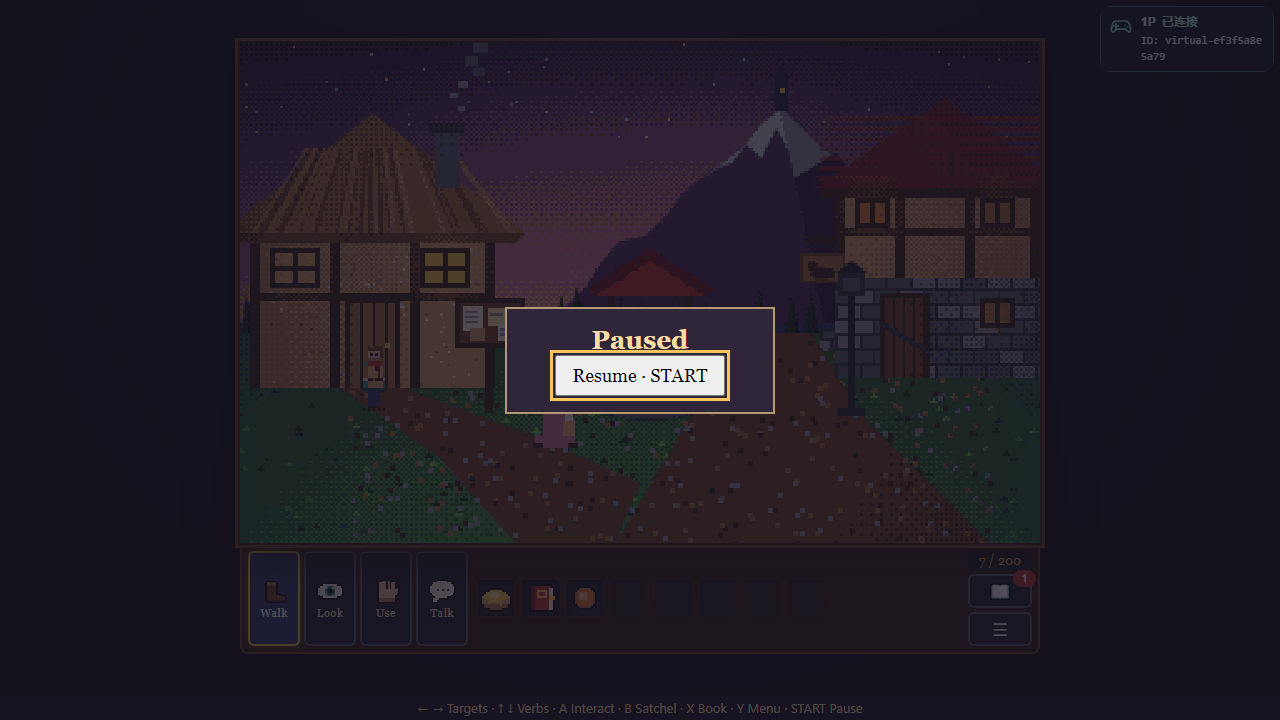 1P 已连接
ID: virtual-ef3f5a8e
5a79
Paused
Resume · START
7 / 200
1
Walk
Look
Use
Talk
← → Targets · ↑ ↓ Verbs · A Interact · B Satchel · X Book · Y Menu · START Pause